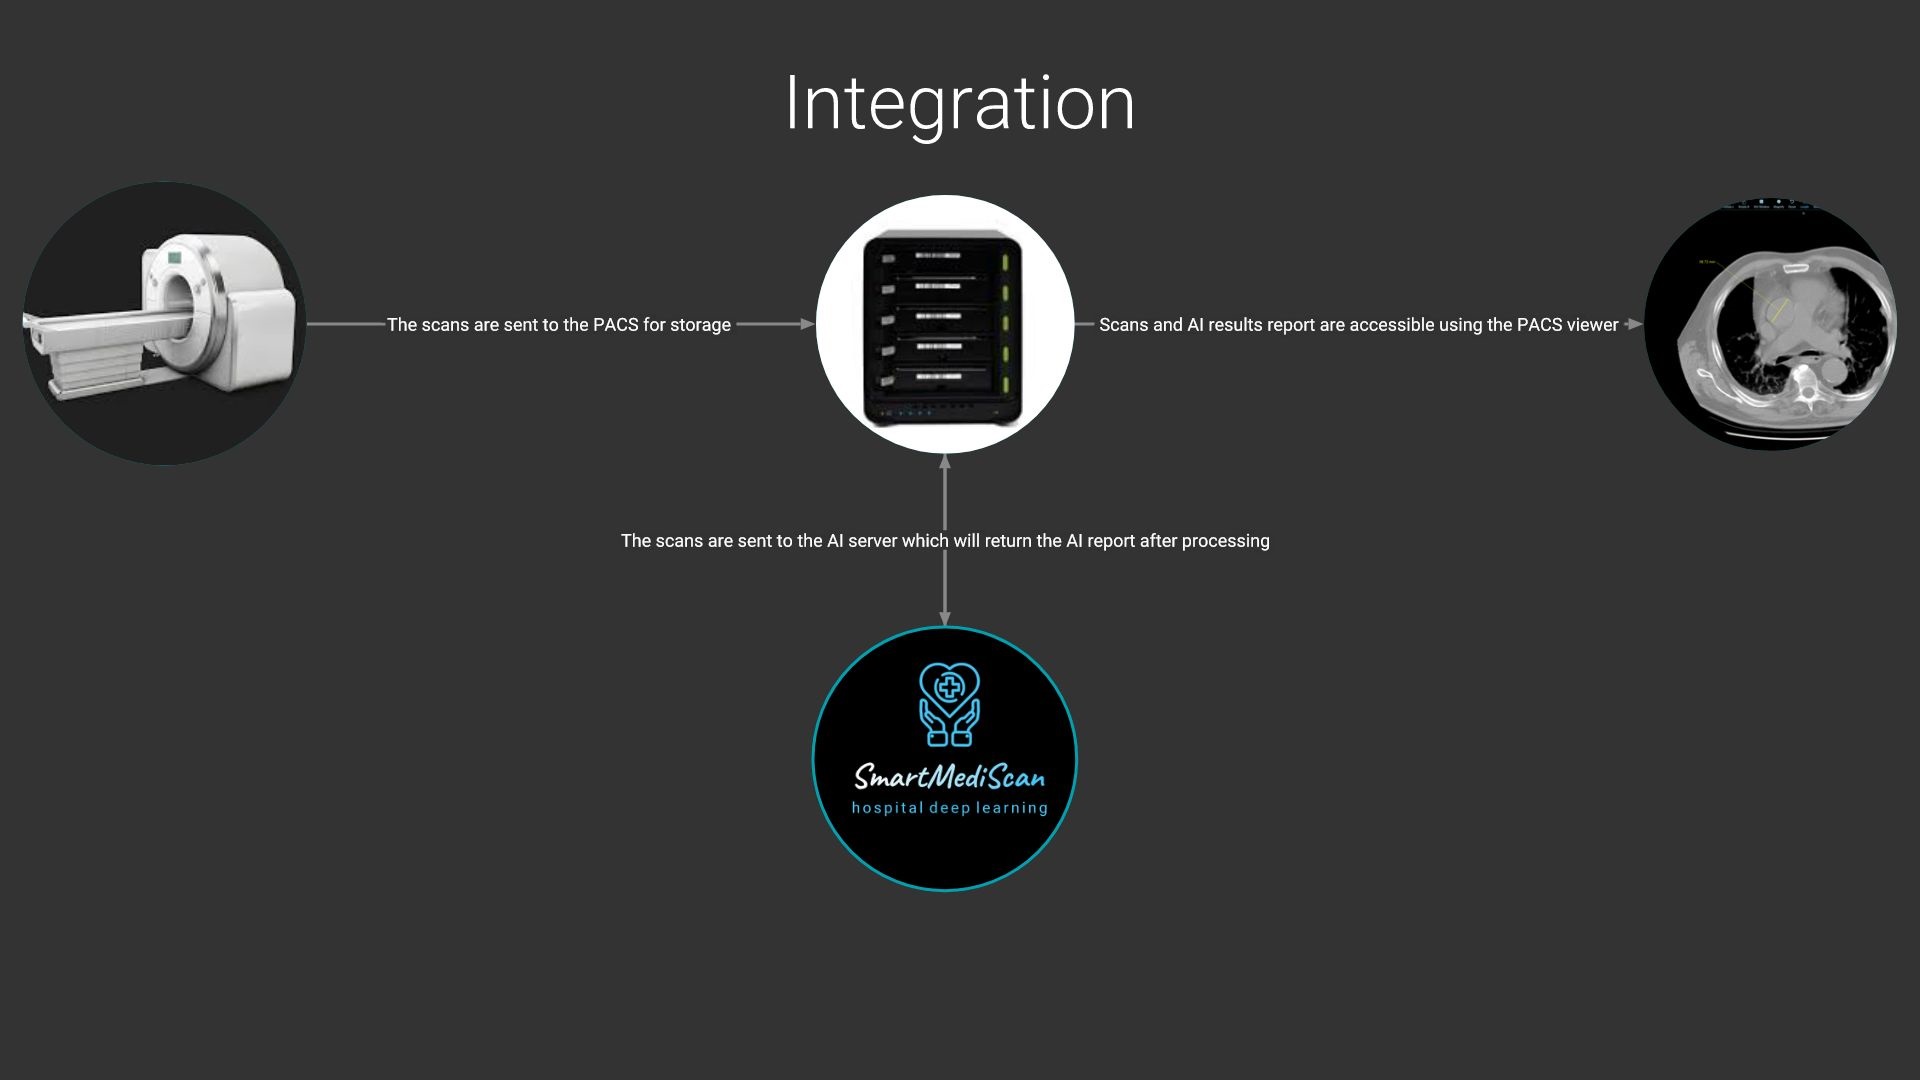 Integration
The scans are sent to the PACS for storage
Scans and AI results report are accessible using the PACS viewer
The scans are sent to the AI server which will return the AI report after processing
SmartMediScan
hospital deep learning